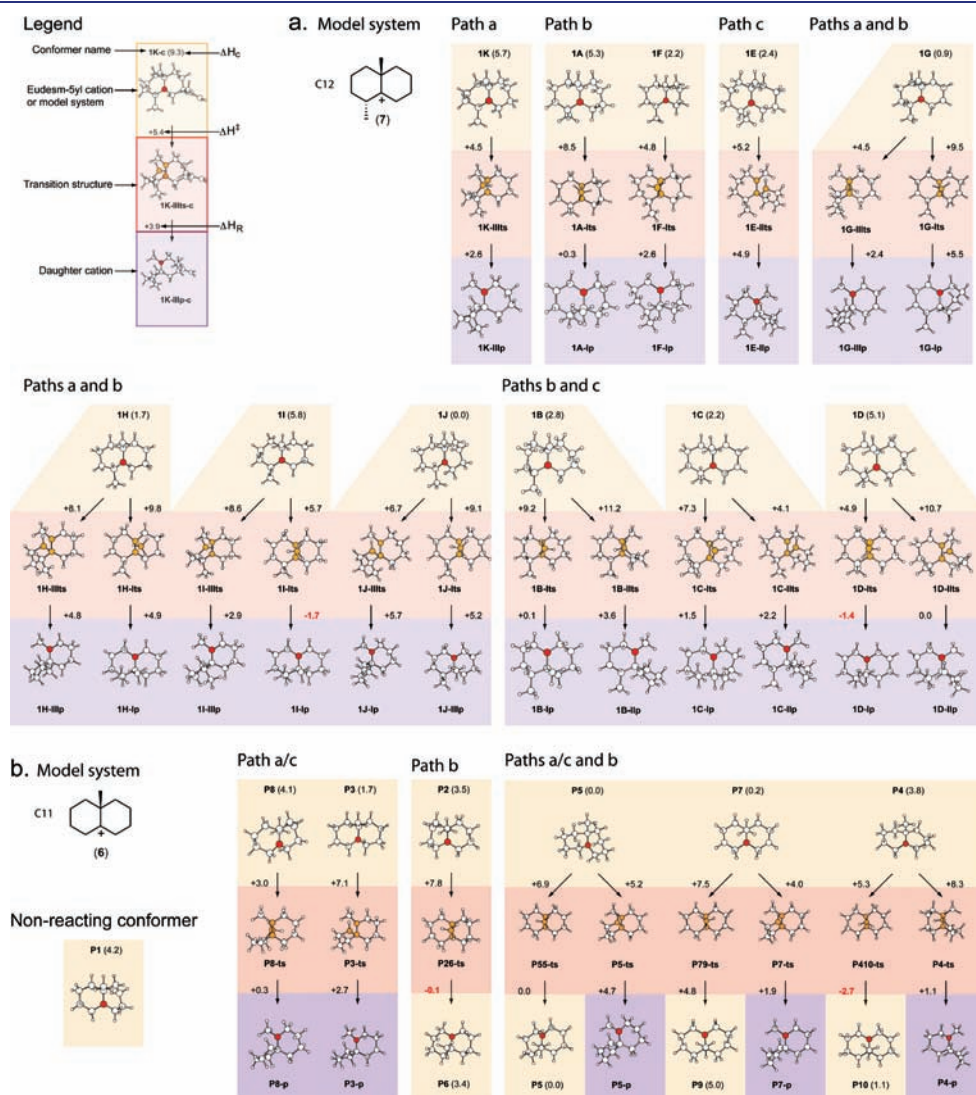 Legend
Conformer name
1K-c (9.3)
ΔHc
Eudesm-5yl cation
or model system
+5.4
ΔH‡
Transition structure
1K-IIIts-c
+3.9
ΔHR
Daughter cation
1K-IIIp-c
a. Model system
C12
(7)
Path a
Path b
Path c
Paths a and b
1K (5.7)
1A (5.3)
1F (2.2)
1E (2.4)
1G (0.9)
+4.5
+8.5
+4.8
+5.2
+4.5
+9.5
1K-IIIts
1A-Its
1F-Its
1E-IIts
1G-IIIts
1G-Its
+2.6
+0.3
+2.6
+4.9
+2.4
+5.5
1K-IIIp
1A-Ip
1F-Ip
1E-IIp
1G-IIIp
1G-Ip
Paths a and b
Paths b and c
1H (1.7)
1I (5.8)
1J (0.0)
1B (2.8)
1C (2.2)
1D (5.1)
+8.1
+9.8
+8.6
+5.7
+6.7
+9.1
+9.2
+11.2
+7.3
+4.1
+4.9
+10.7
1H-IIIts
1H-Its
1I-IIIts
1I-Its
1J-IIIts
1J-Its
1B-Its
1B-IIts
1C-Its
1C-IIts
1D-Its
1D-IIts
+4.8
+4.9
+2.9
-1.7
+5.7
+5.2
+0.1
+3.6
+1.5
+2.2
-1.4
0.0
1H-IIIp
1H-Ip
1I-IIIp
1I-Ip
1J-Ip
1J-IIIp
1B-Ip
1B-IIp
1C-Ip
1C-IIp
1D-Ip
1D-IIp
b. Model system
C11
(6)
Non-reacting conformer
P1 (4.2)
Path a/c
Path b
Paths a/c and b
P8 (4.1)
P3 (1.7)
P2 (3.5)
P5 (0.0)
P7 (0.2)
P4 (3.8)
+3.0
+7.1
+7.8
+6.9
+5.2
+7.5
+4.0
+5.3
+8.3
P8-ts
P3-ts
P26-ts
P55-ts
P5-ts
P79-ts
P7-ts
P410-ts
P4-ts
+0.3
+2.7
-0.1
0.0
+4.7
+4.8
+1.9
-2.7
+1.1
P8-p
P3-p
P6 (3.4)
P5 (0.0)
P5-p
P9 (5.0)
P7-p
P10 (1.1)
P4-p